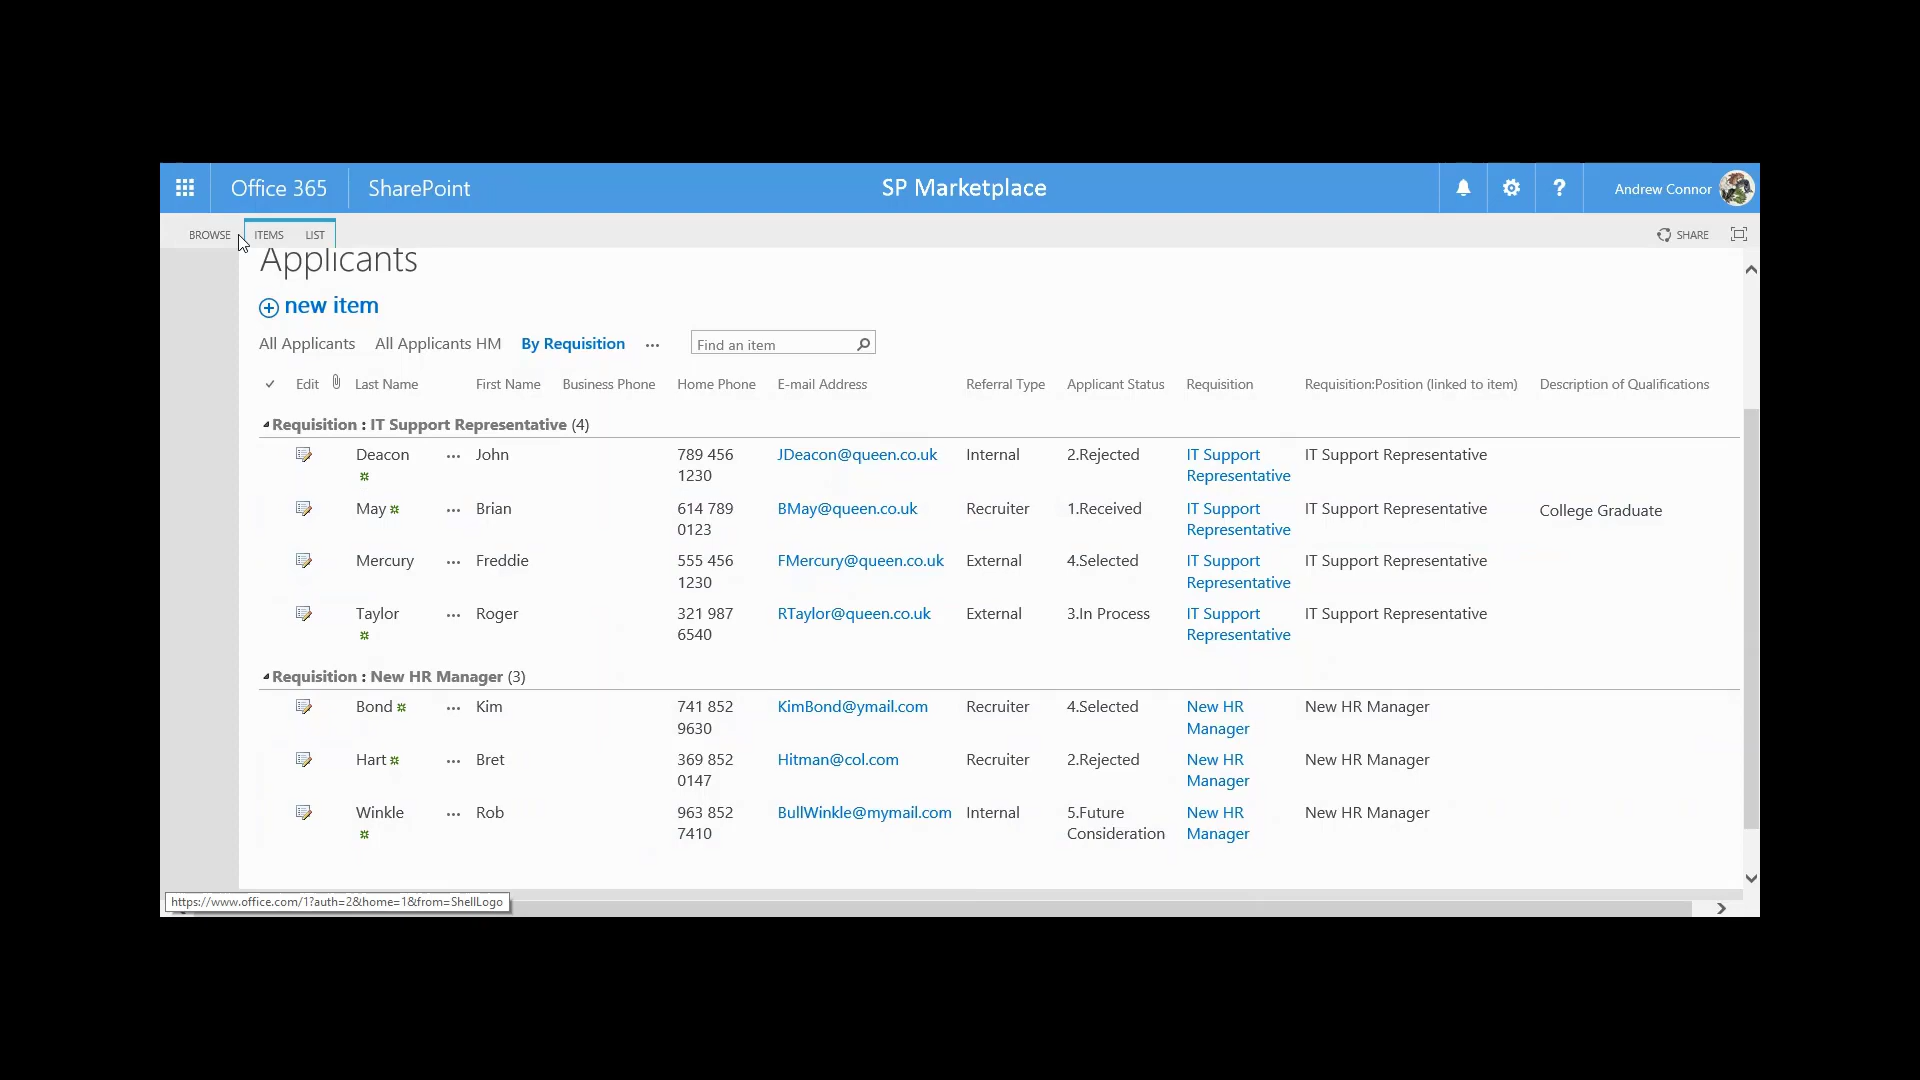 Office 365 SharePoint SP Marketplace ? Andrew Connor
BROWSE ITEMS LIST SHARE
Applicants
new item
All Applicants All Applicants HM By Requisition ... Find an item
Edit Last Name First Name Business Phone Home Phone E-mail Address Referral Type Applicant Status Requisition Requisition:Position (linked to item) Description of Qualifications
Requisition : IT Support Representative (4)
Deacon ... John 789 456 JDeacon@queen.co.uk Internal 2.Rejected IT Support IT Support Representative
1230 Representative
May ... Brian 614 789 BMay@queen.co.uk Recruiter 1.Received IT Support IT Support Representative College Graduate
0123 Representative
Mercury ... Freddie 555 456 FMercury@queen.co.uk External 4.Selected IT Support IT Support Representative
1230 Representative
Taylor ... Roger 321 987 RTaylor@queen.co.uk External 3.In Process IT Support IT Support Representative
6540 Representative
Requisition : New HR Manager (3)
Bond ... Kim 741 852 KimBond@ymail.com Recruiter 4.Selected New HR New HR Manager
9630 Manager
Hart ... Bret 369 852 Hitman@col.com Recruiter 2.Rejected New HR New HR Manager
0147 Manager
Winkle ... Rob 963 852 BullWinkle@mymail.com Internal 5.Future New HR New HR Manager
7410 Consideration Manager
https://www.office.com/1?auth=2&home=1&from=ShellLogo